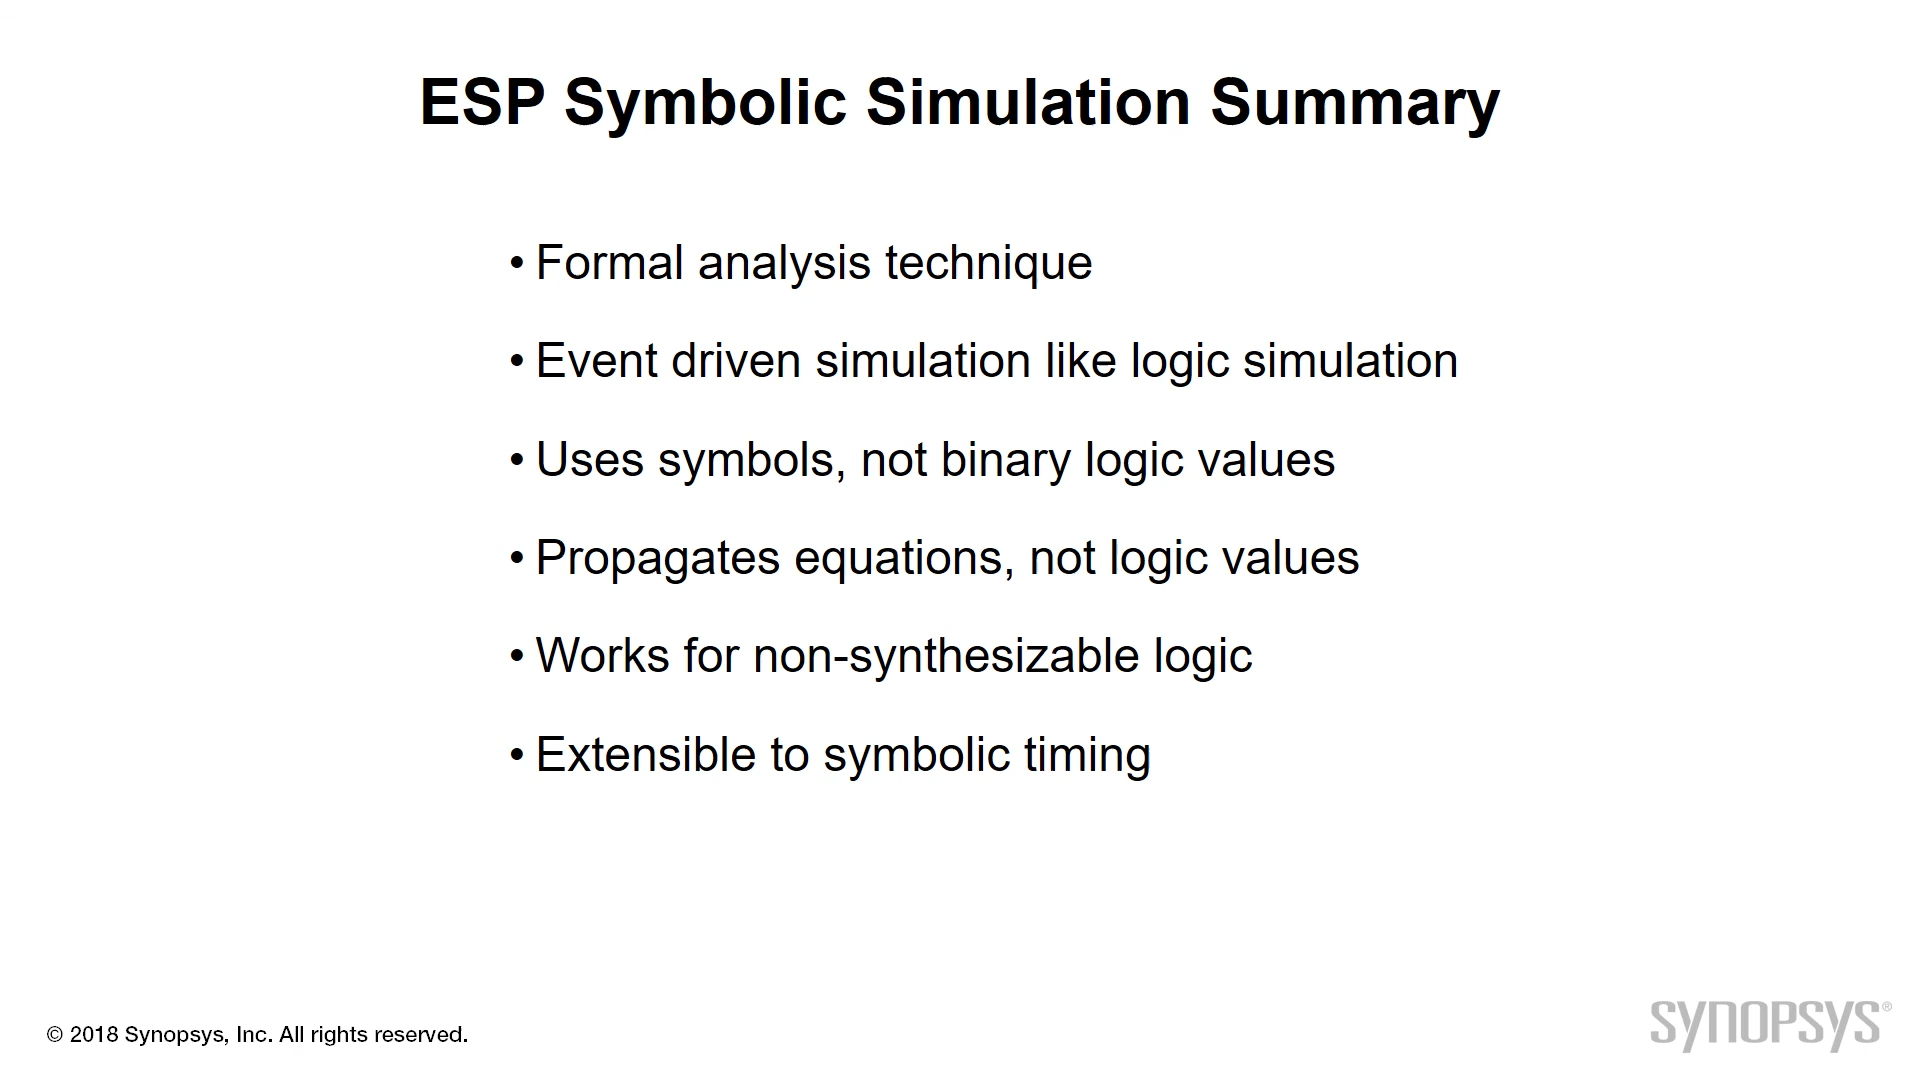 ESP Symbolic Simulation Summary
• Formal analysis technique
• Event driven simulation like logic simulation
• Uses symbols, not binary logic values
• Propagates equations, not logic values
• Works for non-synthesizable logic
• Extensible to symbolic timing
© 2018 Synopsys, Inc. All rights reserved.
SYNOPSYS®